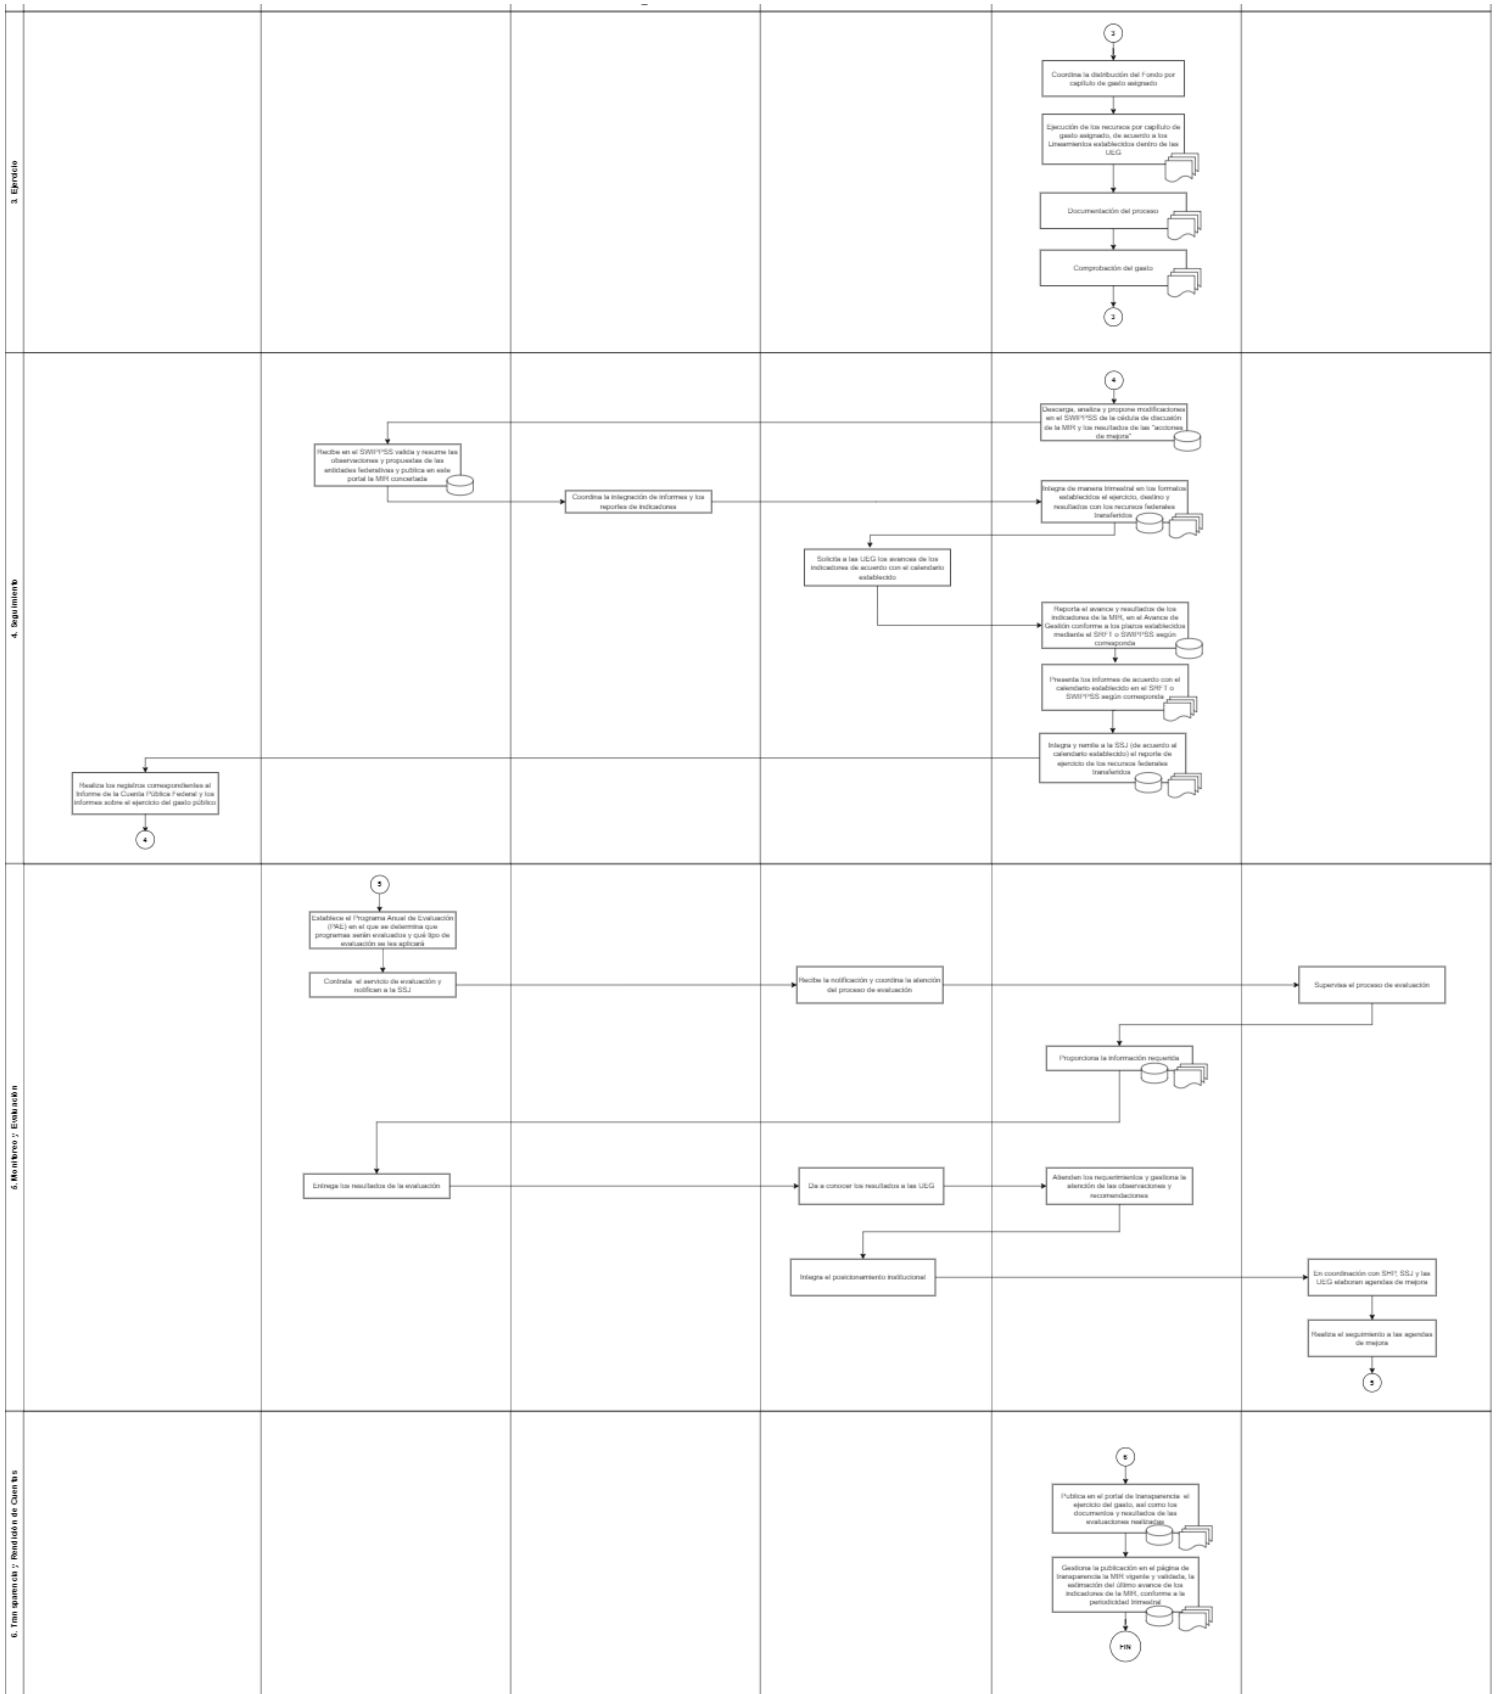 3. Ejercicio
3
Coordina la distribución del Fondo por
capítulo de gasto asignado
Ejecución de los recursos por capítulo de
gasto asignado, de acuerdo a los
Lineamientos establecidos dentro de las
UEG
Documentación del proceso
Comprobación del gasto
3
4. Seguimiento
4
Descarga, analiza y propone modificaciones
en el SWIPPSS de la cédula de discusión
de la MIR y los resultados de las "acciones
de mejora"
Recibe en el SWIPPSS valida y resume las
observaciones y propuestas de las
entidades federativas y publica en este
portal la MIR concertada
Coordina la integración de informes y los
reportes de indicadores
Integra de manera trimestral en los formatos
establecidos el ejercicio, destino y
resultados con los recursos federales
transferidos
Solicita a las UEG los avances de los
indicadores de acuerdo con el calendario
establecido
Reporta el avance y resultados de los
indicadores de la MIR, en el Avance de
Gestión conforme a los plazos establecidos
mediante el SRFT o SWIPPSS según
corresponda
Presenta los informes de acuerdo con el
calendario establecido en el SRFT o
SWIPPSS según corresponda
Integra y remite a la SSJ (de acuerdo al
calendario establecido) el reporte de
ejercicio de los recursos federales
transferidos
Realiza los registros correspondientes al
Informe de la Cuenta Pública Federal y los
informes sobre el ejercicio del gasto público
4
5. Monitoreo y Evaluación
5
Establece el Programa Anual de Evaluación
(PAE) en el que se determina que
programas serán evaluados y qué tipo de
evaluación se les aplicará
Contrata el servicio de evaluación y
notifican a la SSJ
Recibe la notificación y coordina la atención
del proceso de evaluación
Supervisa el proceso de evaluación
Proporciona la información requerida
Entrega los resultados de la evaluación
Da a conocer los resultados a las UEG
Atienden los requerimientos y gestiona la
atención de las observaciones y
recomendaciones
Integra el posicionamiento institucional
En coordinación con SHP, SSJ y las
UEG elaboran agendas de mejora
Realiza el seguimiento a las agendas
de mejora
5
6. Transparencia y Rendición de Cuentas
6
Publica en el portal de transparencia el
ejercicio del gasto, así como los
documentos y resultados de las
evaluaciones realizadas
Gestiona la publicación en el página de
transparencia la MIR vigente y validada, la
estimación del último avance de los
indicadores de la MIR, conforme a la
periodicidad trimestral
FIN